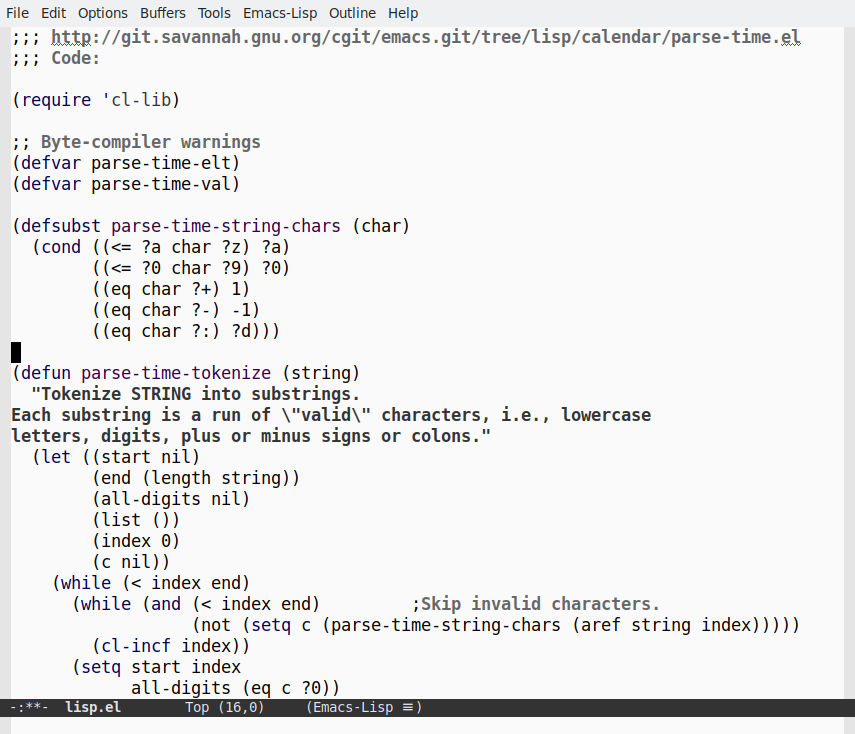 File Edit Options Buffers Tools Emacs-Lisp Outline Help
;;; http://git.savannah.gnu.org/cgit/emacs.git/tree/lisp/calendar/parse-time.el
;;; Code:

(require 'cl-lib)

;; Byte-compiler warnings
(defvar parse-time-elt)
(defvar parse-time-val)

(defsubst parse-time-string-chars (char)
  (cond ((<= ?a char ?z) ?a)
        ((<= ?0 char ?9) ?0)
        ((eq char ?+) 1)
        ((eq char ?-) -1)
        ((eq char ?:) ?d)))

(defun parse-time-tokenize (string)
  "Tokenize STRING into substrings.
Each substring is a run of \"valid\" characters, i.e., lowercase
letters, digits, plus or minus signs or colons."
  (let ((start nil)
        (end (length string))
        (all-digits nil)
        (list ())
        (index 0)
        (c nil))
    (while (< index end)
      (while (and (< index end)         ;Skip invalid characters.
                  (not (setq c (parse-time-string-chars (aref string index)))))
        (cl-incf index))
      (setq start index
            all-digits (eq c ?0))
-:**-  lisp.el       Top (16,0)     (Emacs-Lisp ≡)